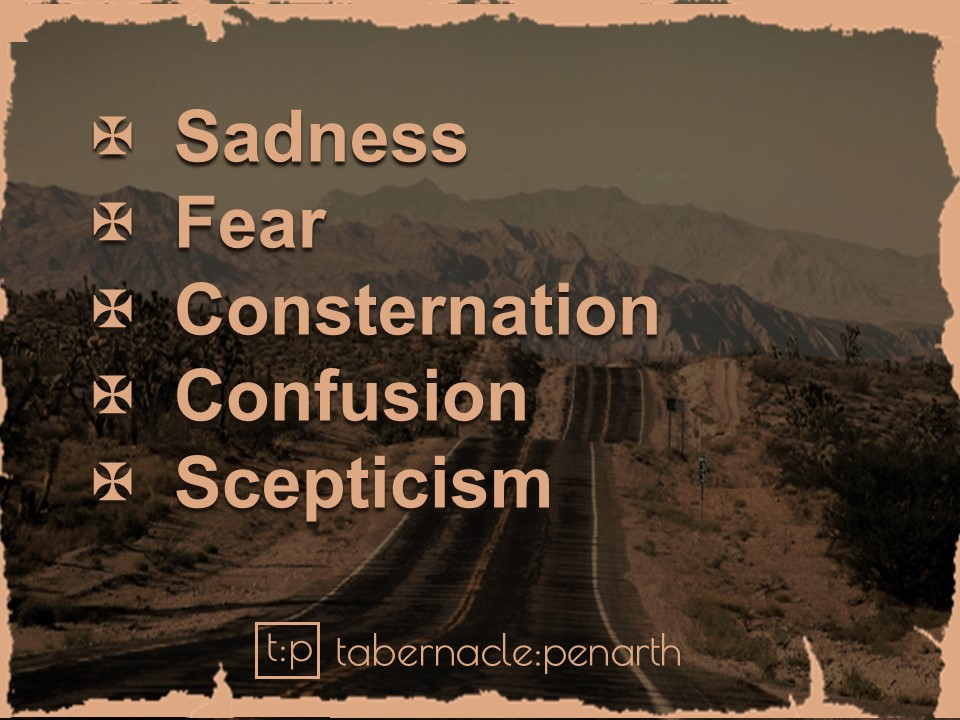 ✠ Sadness
✠ Fear
✠ Consternation
✠ Confusion
✠ Scepticism
t:p tabernacle:penarth